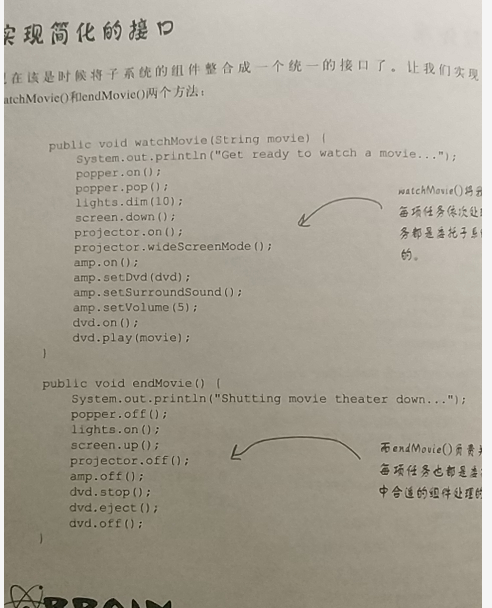 实现简化的接口
在该是时候将子系统的组件整合成一个统一的接口了。让我们实现
atchMovie()和endMovie()两个方法：
public void watchMovie(String movie) {
System.out.println("Get ready to watch a movie...");
popper.on();
popper.pop();
lights.dim(10);
screen.down();
projector.on();
projector.wideScreenMode();
amp.on();
amp.setDvd(dvd);
amp.setSurroundSound();
amp.setVolume(5);
dvd.on();
dvd.play(movie);
}
watchMovie()将我
每项任务依次处理
务都是委托子系
的。
public void endMovie() {
System.out.println("Shutting movie theater down...");
popper.off();
lights.on();
screen.up();
projector.off();
amp.off();
dvd.stop();
dvd.eject();
dvd.off();
}
而endMovie()负责关
每项任务也都是委
中合适的组件处理的
BRAIN